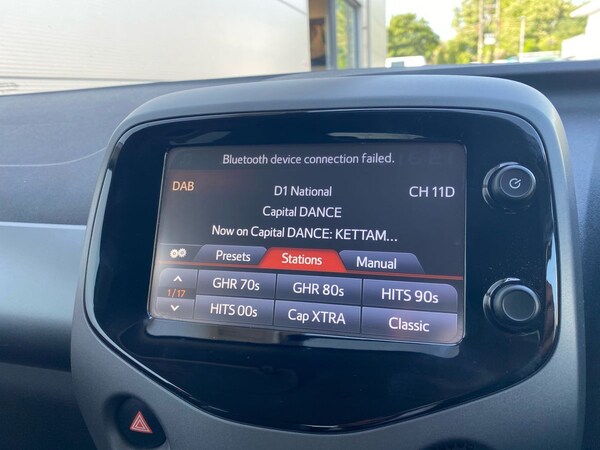 Bluetooth device connection failed.
DAB D1 National CH 11D
Capital DANCE
Now on Capital DANCE: KETTAM...
Presets Stations Manual
GHR 70s GHR 80s HITS 90s
1/17
HITS 00s Cap XTRA Classic